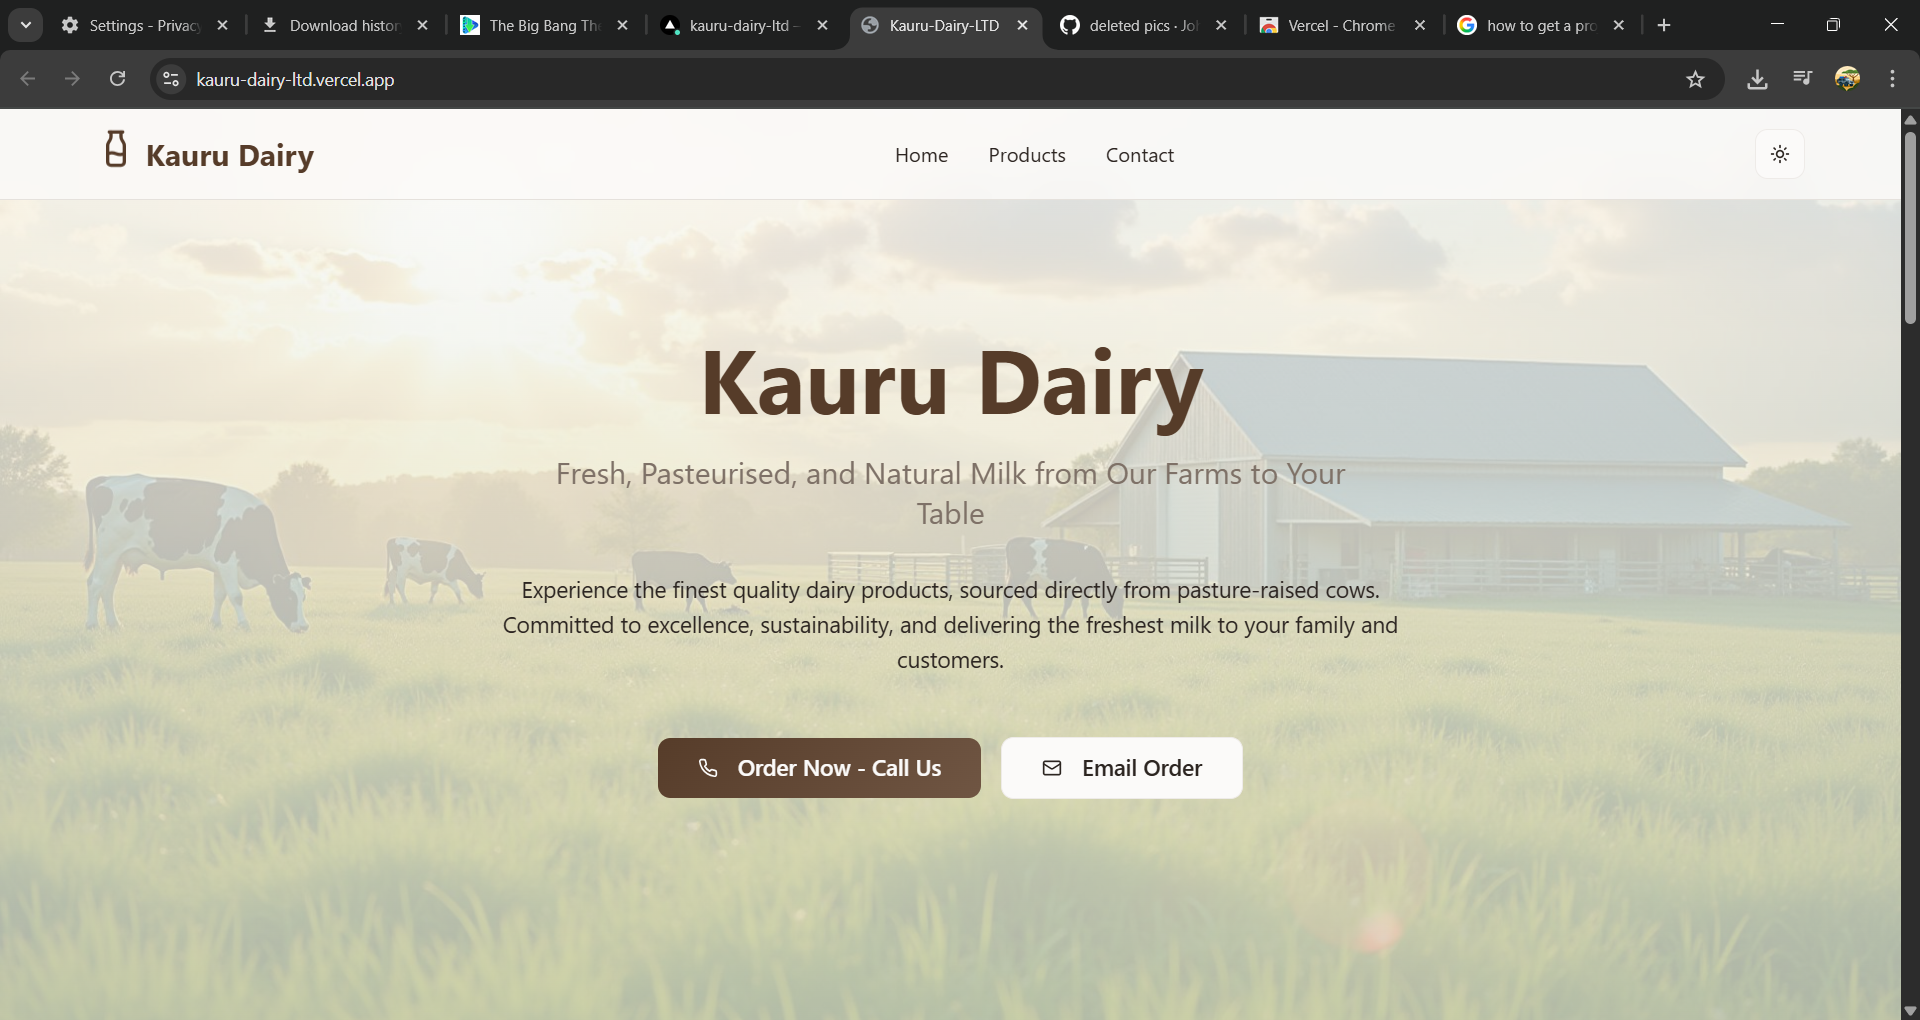 Settings - Privacy
Download histor
The Big Bang The
kauru-dairy-ltd -
Kauru-Dairy-LTD
deleted pics · Jo
Vercel - Chrome
how to get a pro
kauru-dairy-ltd.vercel.app
Kauru Dairy
Home
Products
Contact
Kauru Dairy
Fresh, Pasteurised, and Natural Milk from Our Farms to Your
Table
Experience the finest quality dairy products, sourced directly from pasture-raised cows.
Committed to excellence, sustainability, and delivering the freshest milk to your family and
customers.
Order Now - Call Us
Email Order